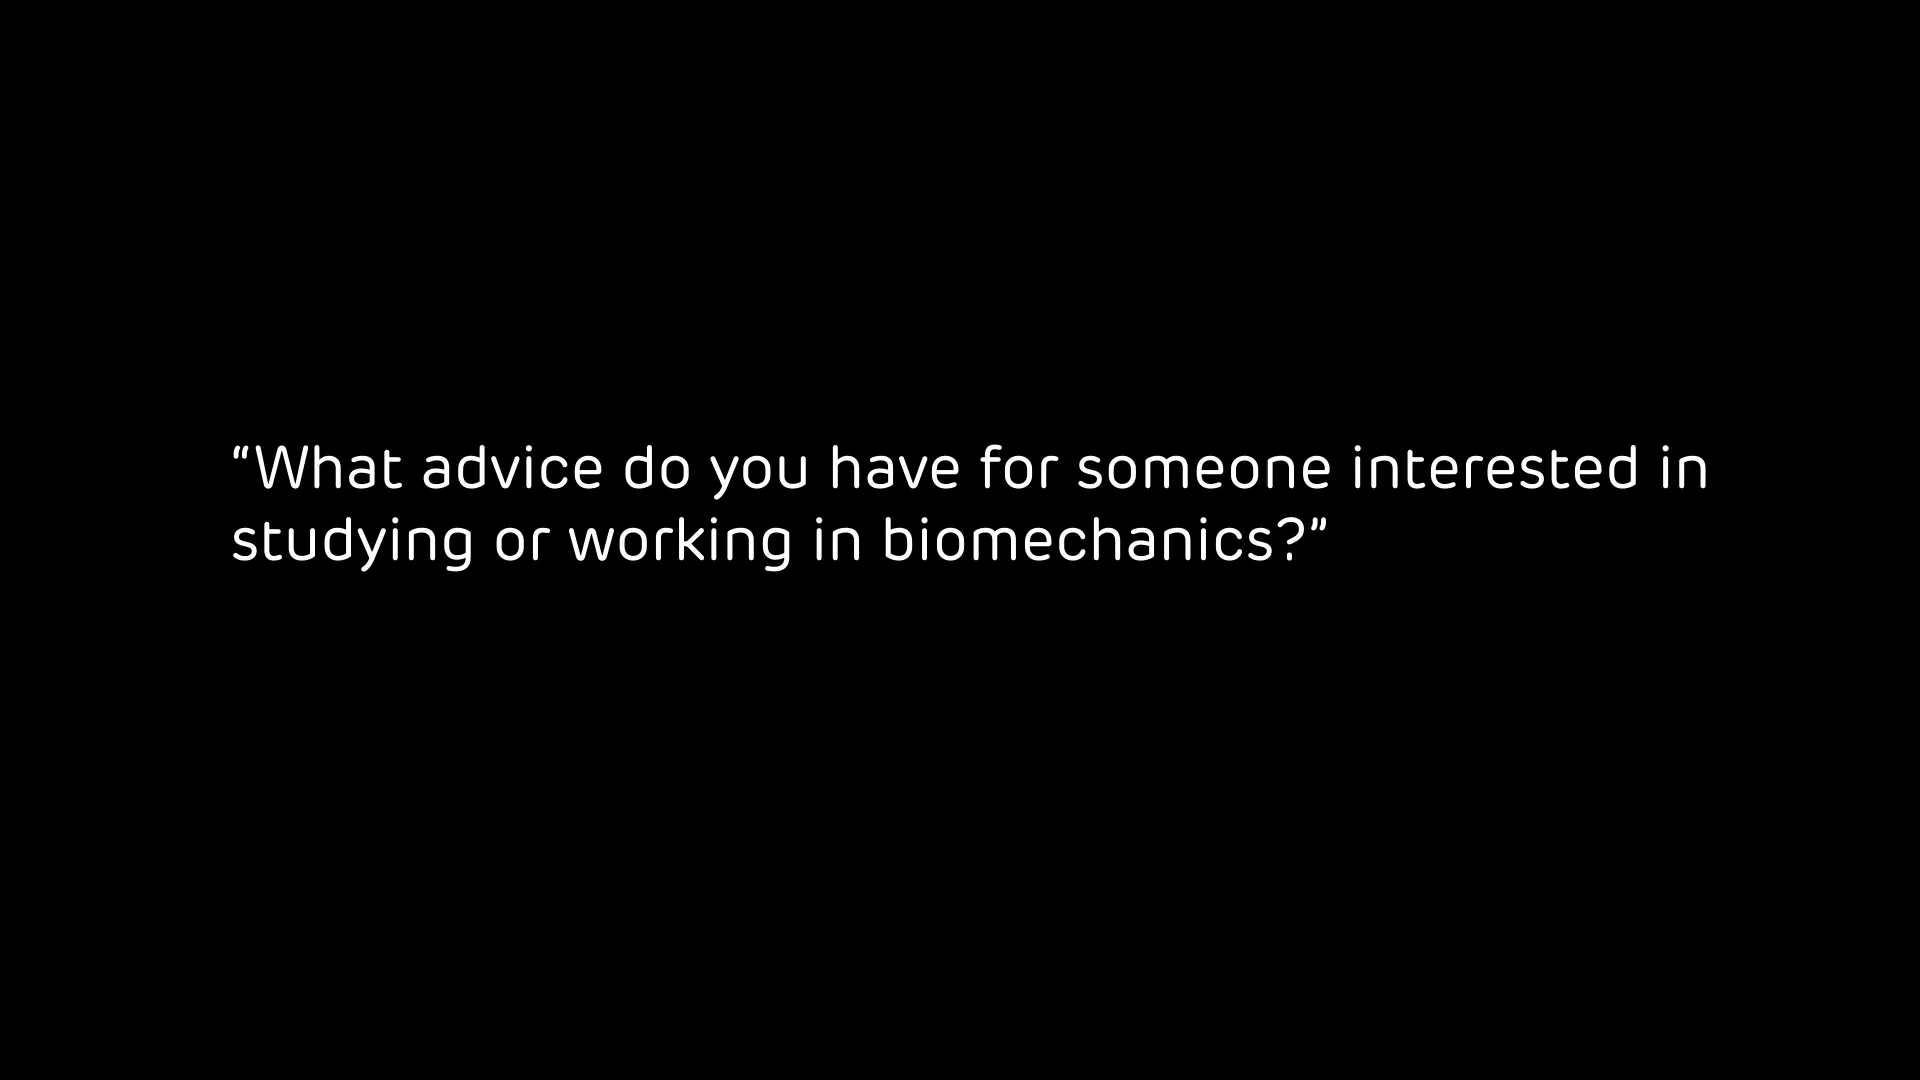 “What advice do you have for someone interested in
studying or working in biomechanics?”